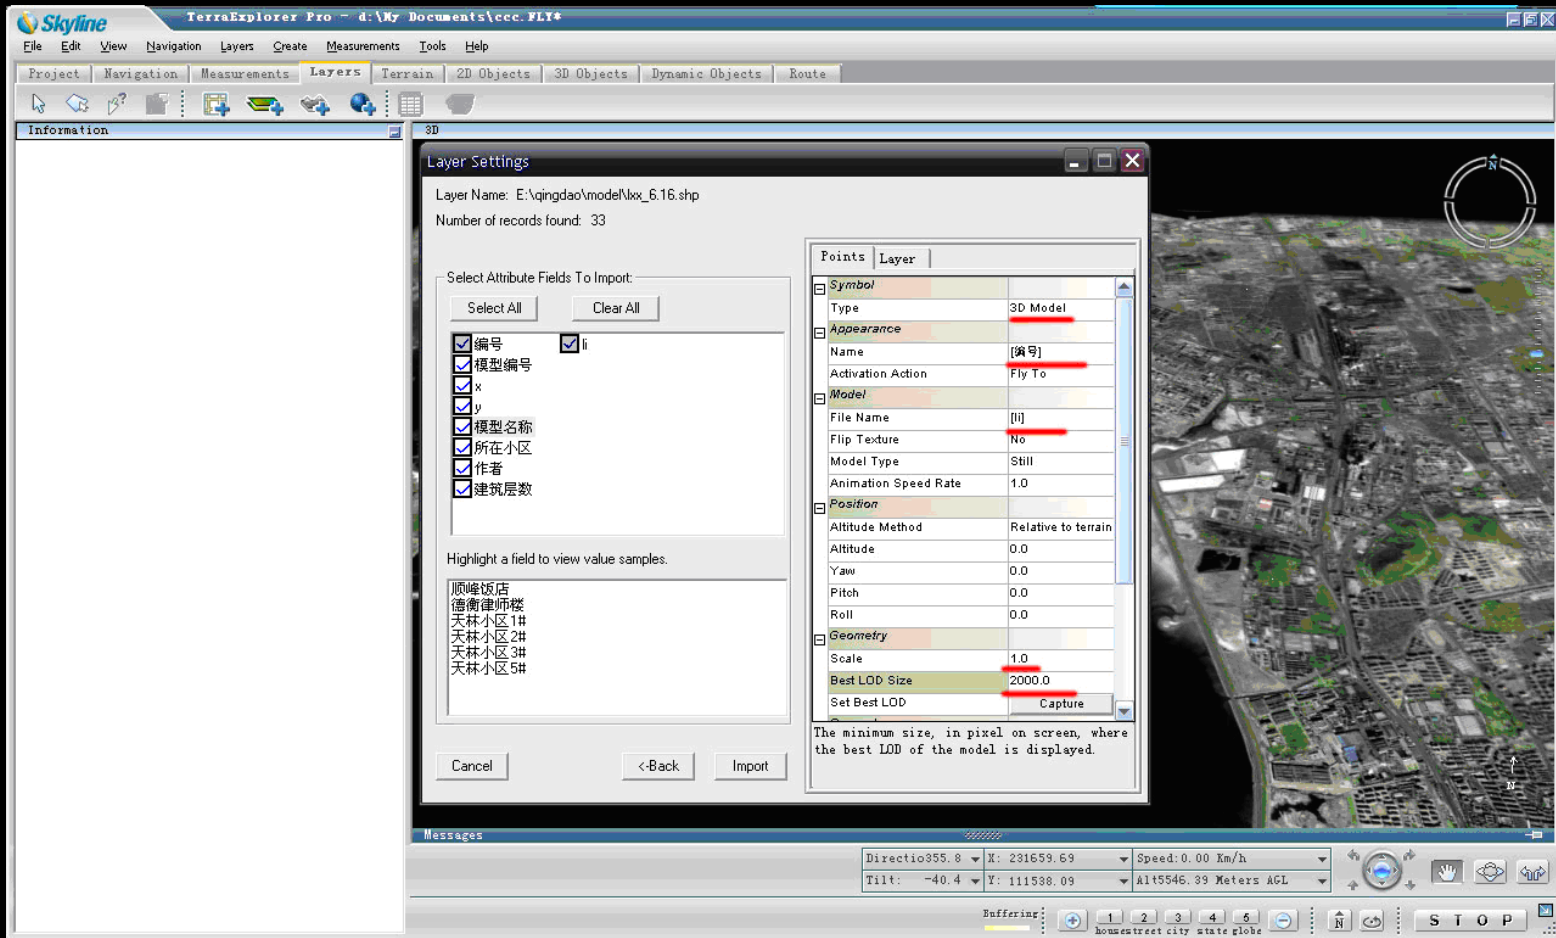 Skyline TerraExplorer Pro - d:\My Documents\ccc.FLY*
File Edit View Navigation Layers Create Measurements Tools Help
Project Navigation Measurements Layers Terrain 2D Objects 3D Objects Dynamic Objects Route
Information
3D
Layer Settings
Layer Name: E:\qingdao\model\lxx_6.16.shp
Number of records found: 33
Select Attribute Fields To Import:
Select All Clear All
编号 li
模型编号
x
y
模型名称
所在小区
作者
建筑层数
Highlight a field to view value samples.
顺峰饭店
德衡律师楼
天林小区1#
天林小区2#
天林小区3#
天林小区5#
Cancel <-Back Import
Points Layer
Symbol
Type 3D Model
Appearance
Name [编号]
Activation Action Fly To
Model
File Name [li]
Flip Texture No
Model Type Still
Animation Speed Rate 1.0
Position
Altitude Method Relative to terrain
Altitude 0.0
Yaw 0.0
Pitch 0.0
Roll 0.0
Geometry
Scale 1.0
Best LOD Size 2000.0
Set Best LOD Capture
The minimum size, in pixel on screen, where
the best LOD of the model is displayed.
N
N
Messages
Directio355.8 X: 231659.69 Speed:0.00 Km/h
Tilt: -40.4 Y: 111538.09 Alt5546.39 Meters AGL
Buffering 1 2 3 4 5 N STOP
house street city state globe